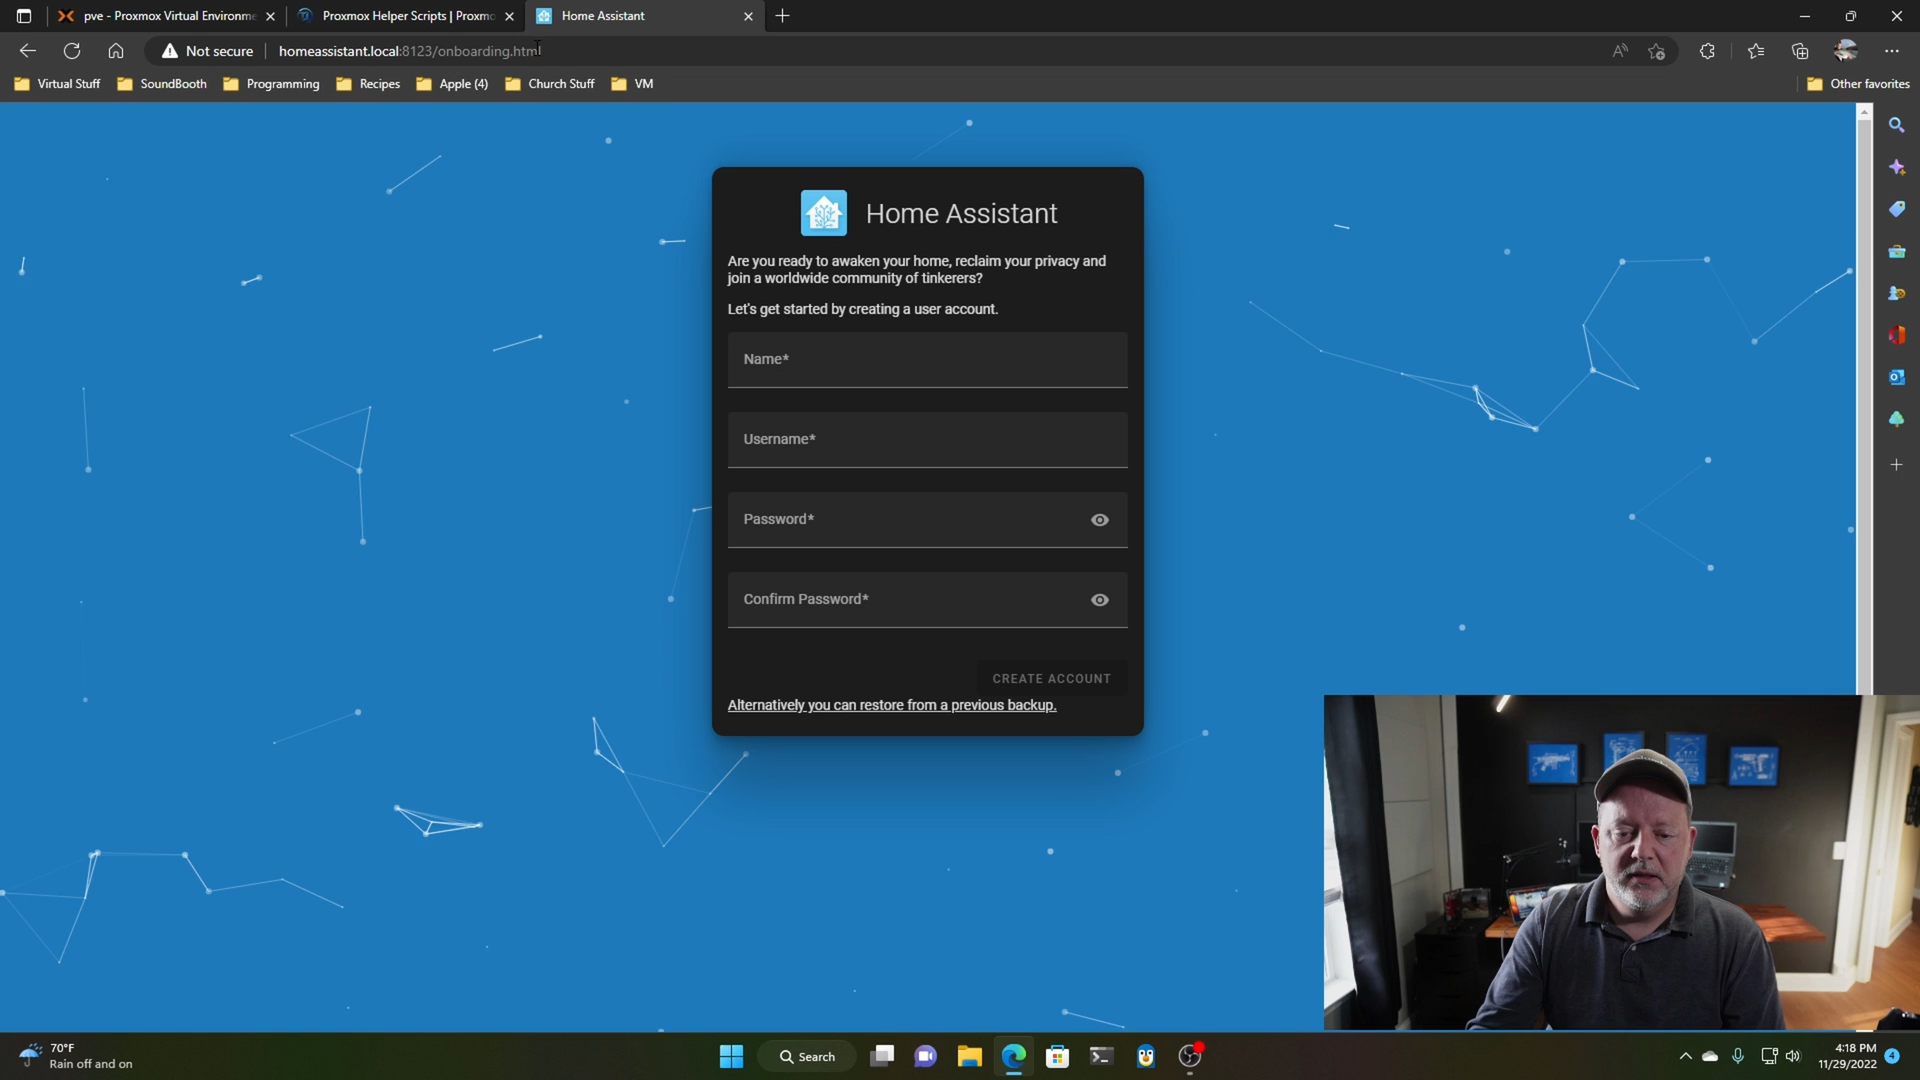 pve - Proxmox Virtual Environme
Proxmox Helper Scripts | Proxmo
Home Assistant
Not secure
homeassistant.local:8123/onboarding.html
Virtual Stuff
SoundBooth
Programming
Recipes
Apple (4)
Church Stuff
VM
Other favorites
Home Assistant
Are you ready to awaken your home, reclaim your privacy and
join a worldwide community of tinkerers?
Let's get started by creating a user account.
Name*
Username*
Password*
Confirm Password*
CREATE ACCOUNT
Alternatively you can restore from a previous backup.
70°F
Rain off and on
Search
4:18 PM
11/29/2022
4